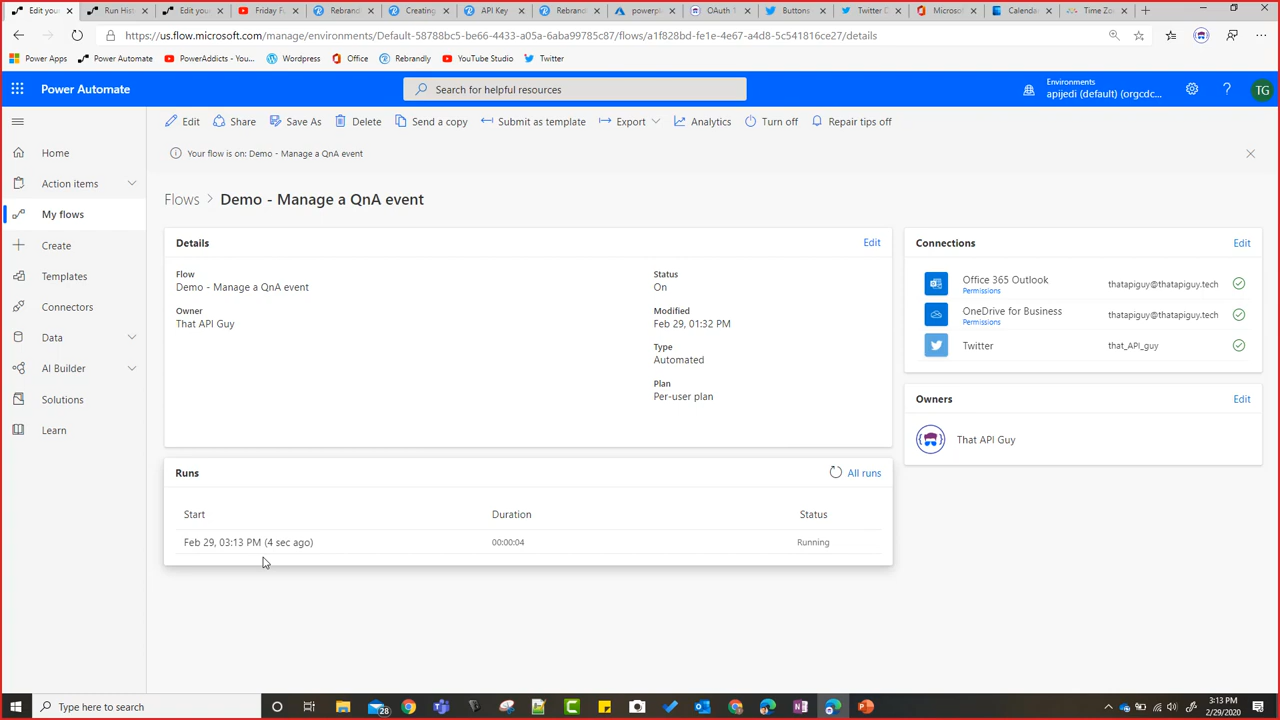 Edit your
Run His
Edit your
Friday F
Rebrand
Creating
API Key
Rebrand
powerpl
OAuth 1
Buttons
Twitter D
Microso
Calenda
Time Zo
https://us.flow.microsoft.com/manage/environments/Default-58788bc5-be66-4433-a05a-6aba99785c87/flows/a1f828bd-fe1e-4e67-a4d8-5c541816ce27/details
Power Apps
Power Automate
PowerAddicts - You...
Wordpress
Office
Rebrandly
YouTube Studio
Twitter
Power Automate
Search for helpful resources
Environments
apijedi (default) (orgcdc...
TG
Edit
Share
Save As
Delete
Send a copy
Submit as template
Export
Analytics
Turn off
Repair tips off
Your flow is on: Demo - Manage a QnA event
Home
Action items
My flows
Create
Templates
Connectors
Data
AI Builder
Solutions
Learn
Flows > Demo - Manage a QnA event
Details
Edit
Flow
Demo - Manage a QnA event
Owner
That API Guy
Status
On
Modified
Feb 29, 01:32 PM
Type
Automated
Plan
Per-user plan
Connections
Edit
Office 365 Outlook
Permissions
thatapiguy@thatapiguy.tech
OneDrive for Business
Permissions
thatapiguy@thatapiguy.tech
Twitter
that_API_guy
Owners
Edit
That API Guy
Runs
All runs
Start
Duration
Status
Feb 29, 03:13 PM (4 sec ago)
00:00:04
Running
Type here to search
28
3:13 PM
2/29/2020